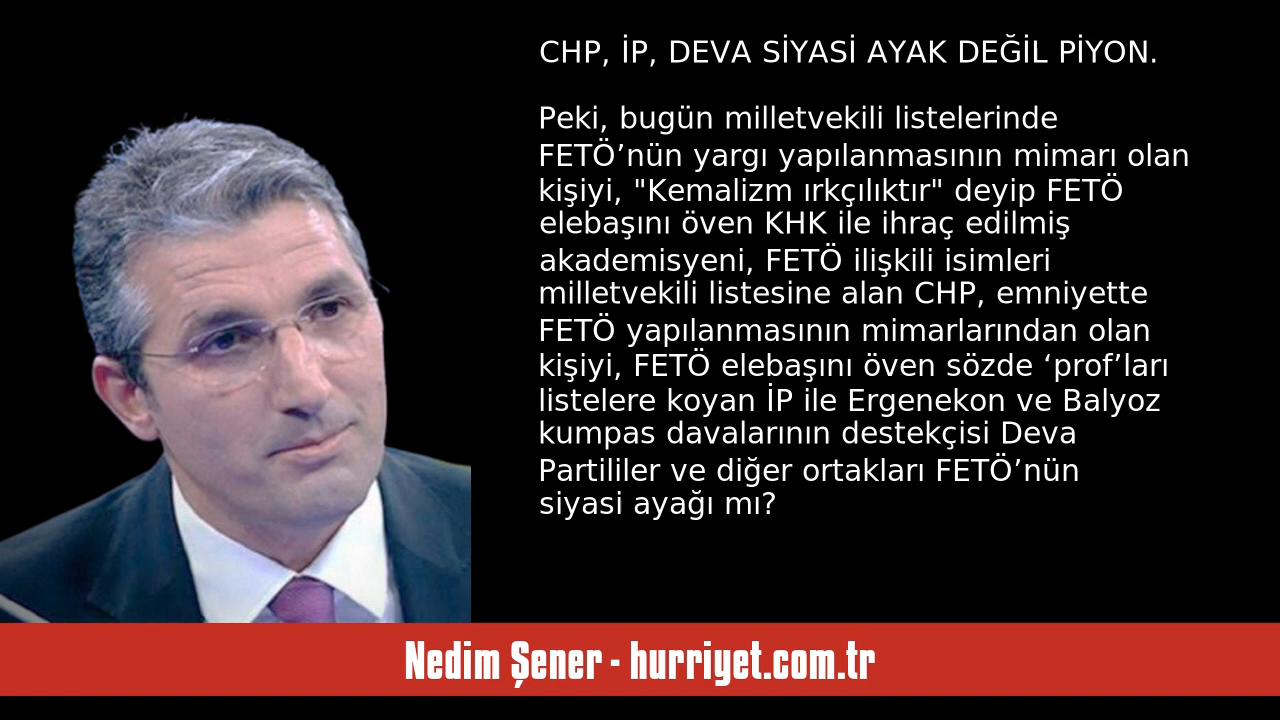 CHP, İP, DEVA SİYASİ AYAK DEĞİL PİYON.
Peki, bugün milletvekili listelerinde
FETÖ’nün yargı yapılanmasının mimarı olan
kişiyi, "Kemalizm ırkçılıktır" deyip FETÖ
elebaşını öven KHK ile ihraç edilmiş
akademisyeni, FETÖ ilişkili isimleri
milletvekili listesine alan CHP, emniyette
FETÖ yapılanmasının mimarlarından olan
kişiyi, FETÖ elebaşını öven sözde ‘prof’ları
listelere koyan İP ile Ergenekon ve Balyoz
kumpas davalarının destekçisi Deva
Partililer ve diğer ortakları FETÖ’nün
siyasi ayağı mı?
Nedim Şener - hurriyet.com.tr